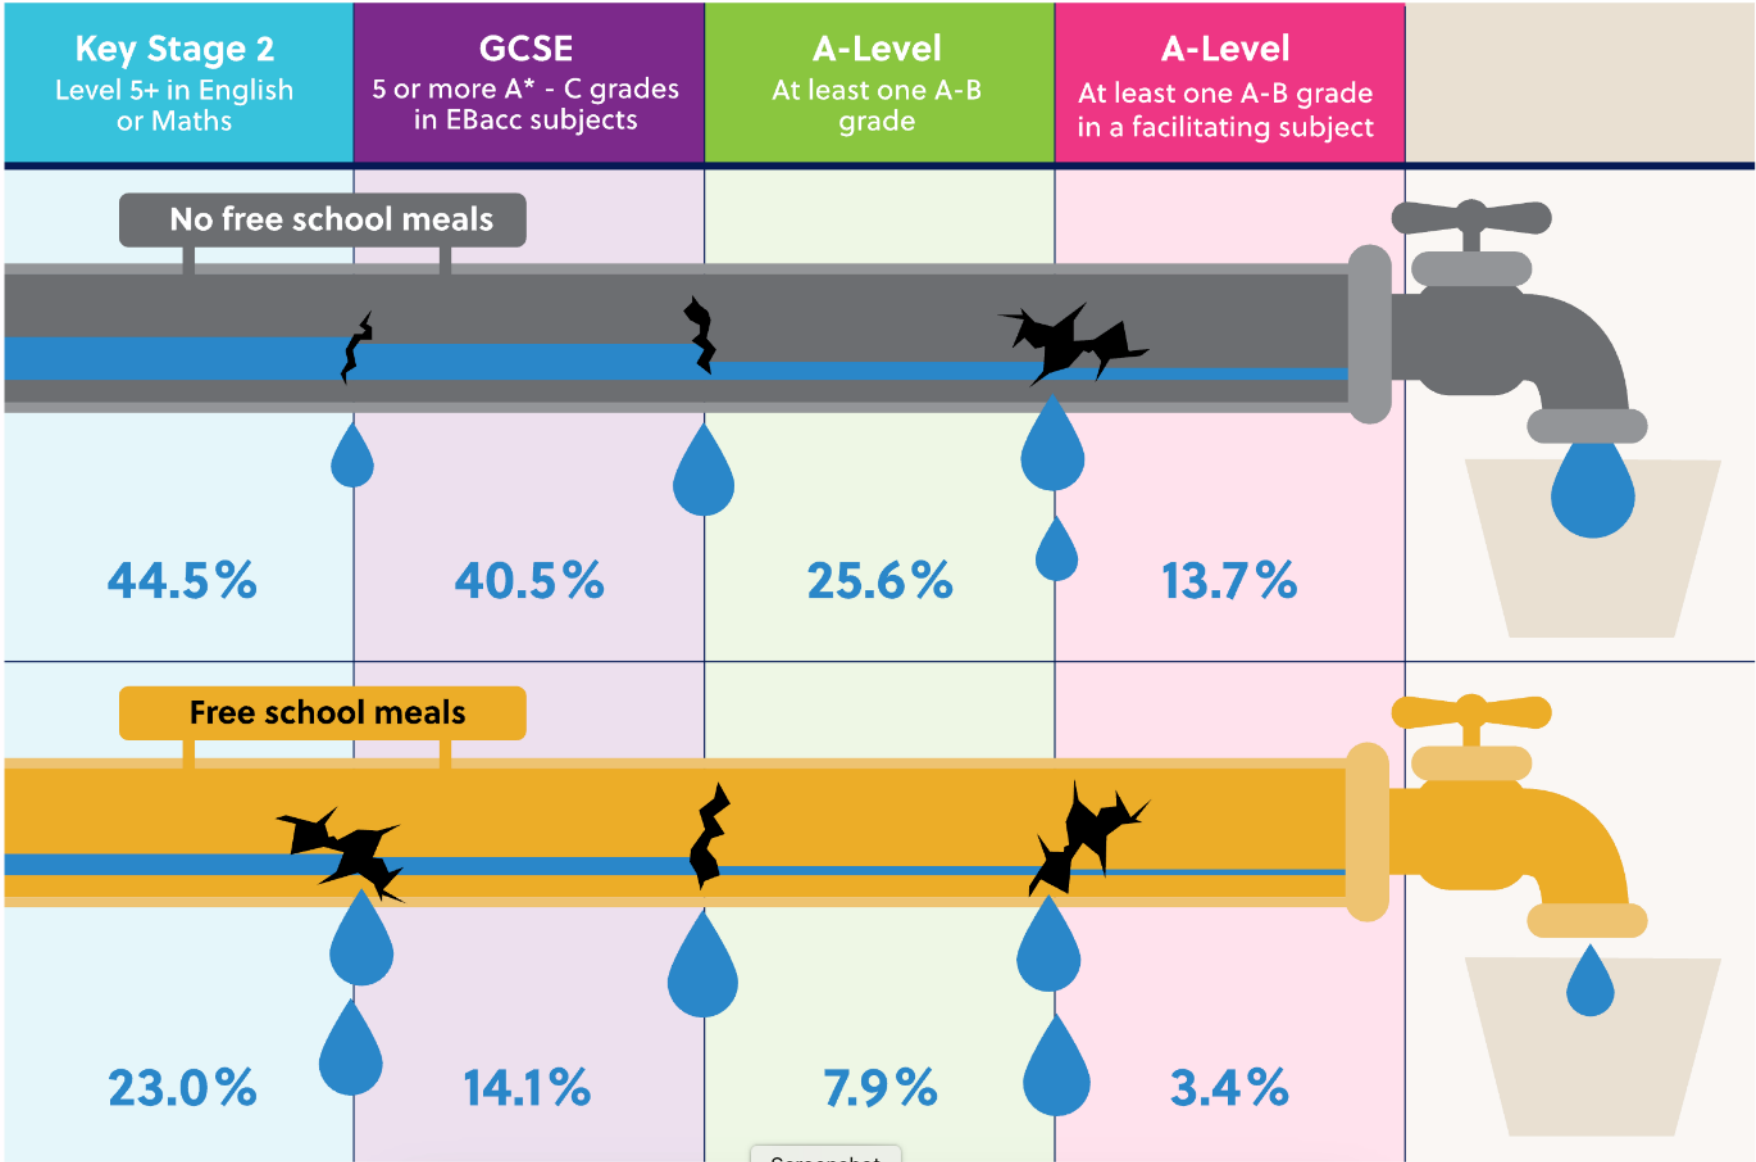 Key Stage 2
Level 5+ in English
or Maths
GCSE
5 or more A* - C grades
in EBacc subjects
A-Level
At least one A-B
grade
A-Level
At least one A-B grade
in a facilitating subject
No free school meals
44.5%
40.5%
25.6%
13.7%
Free school meals
23.0%
14.1%
7.9%
3.4%
Screenshot